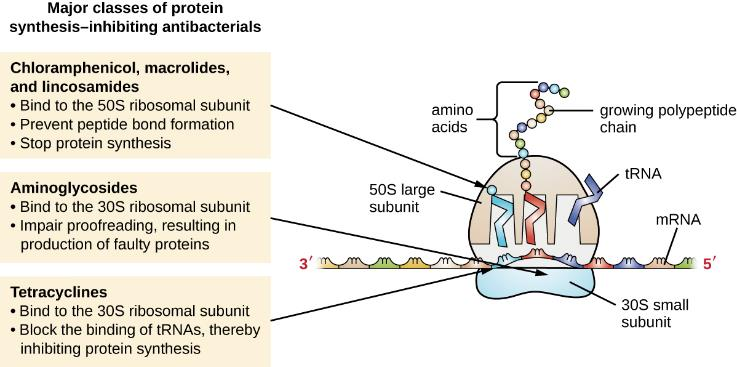 Major classes of protein
synthesis–inhibiting antibacterials
Chloramphenicol, macrolides,
and lincosamides
• Bind to the 50S ribosomal subunit
• Prevent peptide bond formation
• Stop protein synthesis
Aminoglycosides
• Bind to the 30S ribosomal subunit
• Impair proofreading, resulting in
production of faulty proteins
Tetracyclines
• Bind to the 30S ribosomal subunit
• Block the binding of tRNAs, thereby
inhibiting protein synthesis
amino
acids
growing polypeptide
chain
50S large
subunit
tRNA
mRNA
3′
5′
30S small
subunit